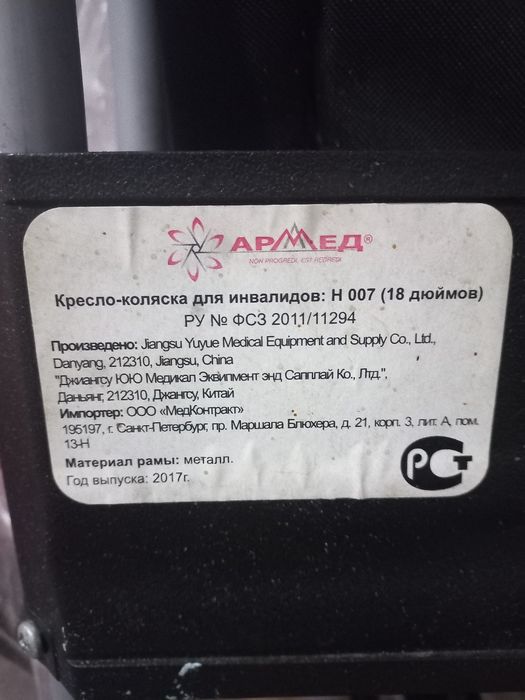 АРМЕД®
NON PROGREDI, EST REGREDI
Кресло-коляска для инвалидов: Н 007 (18 дюймов)
РУ № ФСЗ 2011/11294
Произведено: Jiangsu Yuyue Medical Equipment and Supply Co., Ltd.,
Danyang, 212310, Jiangsu, China
"Джиангсу ЮЮ Медикал Эквипмент энд Сапплай Ко., Лтд.",
Даньянг, 212310, Джангсу, Китай
Импортер: ООО «МедКонтракт»
195197, г. Санкт-Петербург, пр. Маршала Блюхера, д. 21, корп. 3, лит. А, пом.
13-Н
Материал рамы: металл.
Год выпуска: 2017г.
РСТ